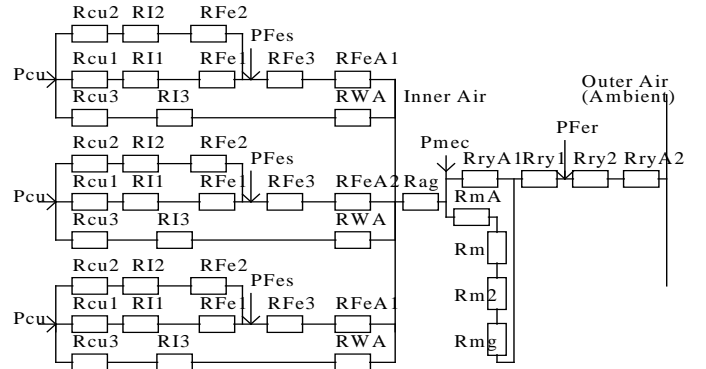 Rcu2 RI2 RFe2
PFes
Rcu1 RI1 RFe1 RFe3 RFeA1
Pcu
Rcu3 RI3 RWA
Inner Air
Outer Air
(Ambient)
Rcu2 RI2 RFe2
PFes
Pmec
PFer
RryA1 Rry1 Rry2 RryA2
Rcu1 RI1 RFe1 RFe3 RFeA2 Rag
Pcu
RmA
Rcu3 RI3 RWA
Rm
Rcu2 RI2 RFe2
PFes
Rm2
Rcu1 RI1 RFe1 RFe3 RFeA1
Pcu
Rcu3 RI3 RWA
Rmg